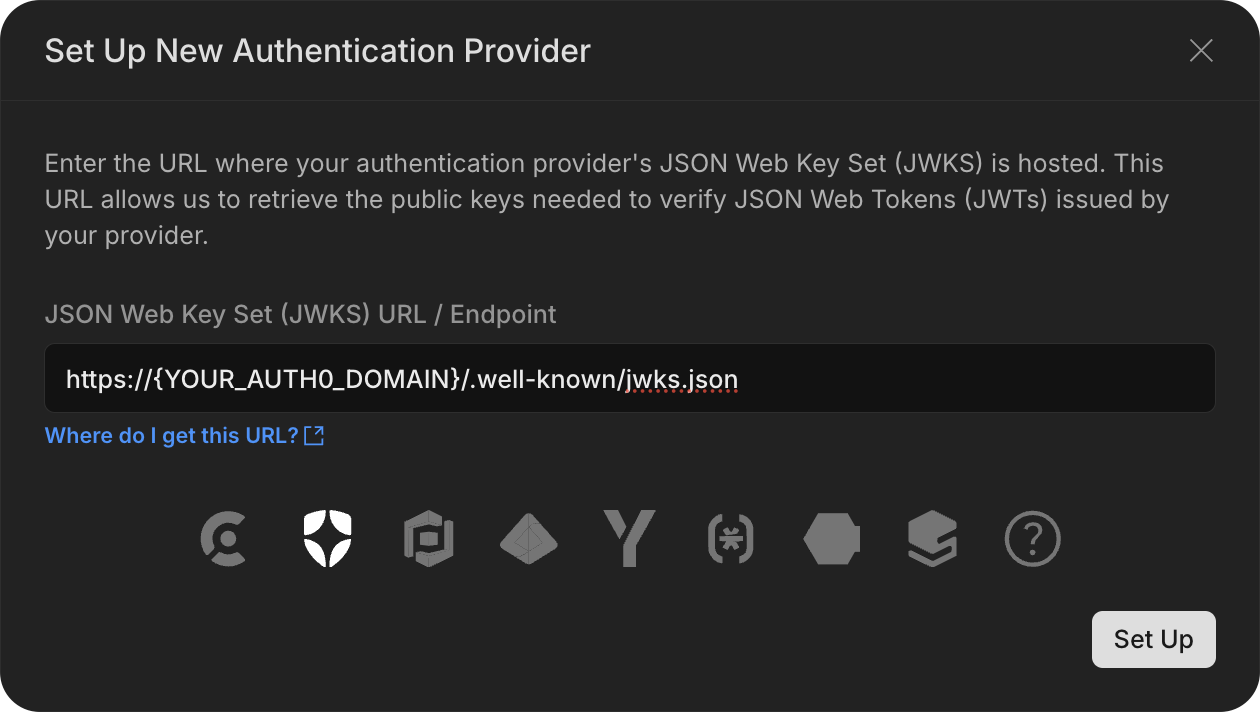 Set Up New Authentication Provider
Enter the URL where your authentication provider's JSON Web Key Set (JWKS) is hosted. This
URL allows us to retrieve the public keys needed to verify JSON Web Tokens (JWTs) issued by
your provider.
JSON Web Key Set (JWKS) URL / Endpoint
https://{YOUR_AUTH0_DOMAIN}/.well-known/jwks.json
Where do I get this URL?
Set Up